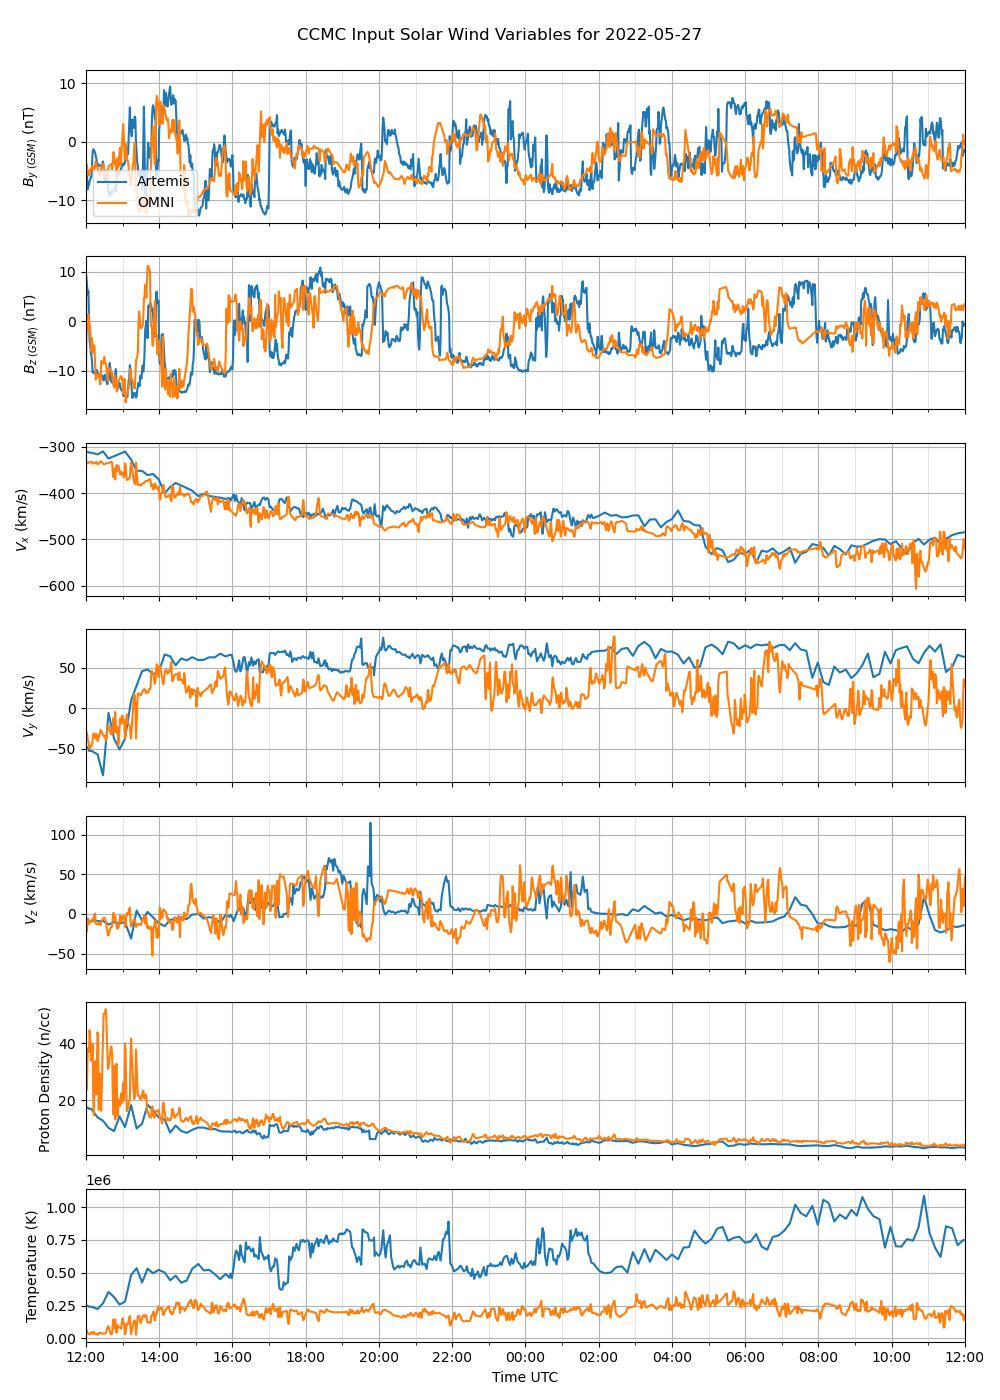 CCMC Input Solar Wind Variables for 2022-05-27
10
0
−10
By (GSM) (nT)
Artemis
OMNI
10
0
−10
Bz (GSM) (nT)
−300
−400
−500
−600
Vx (km/s)
50
0
−50
Vy (km/s)
100
50
0
−50
Vz (km/s)
40
20
Proton Density (n/cc)
1e6
1.00
0.75
0.50
0.25
0.00
Temperature (K)
12:00 14:00 16:00 18:00 20:00 22:00 00:00 02:00 04:00 06:00 08:00 10:00 12:00
Time UTC